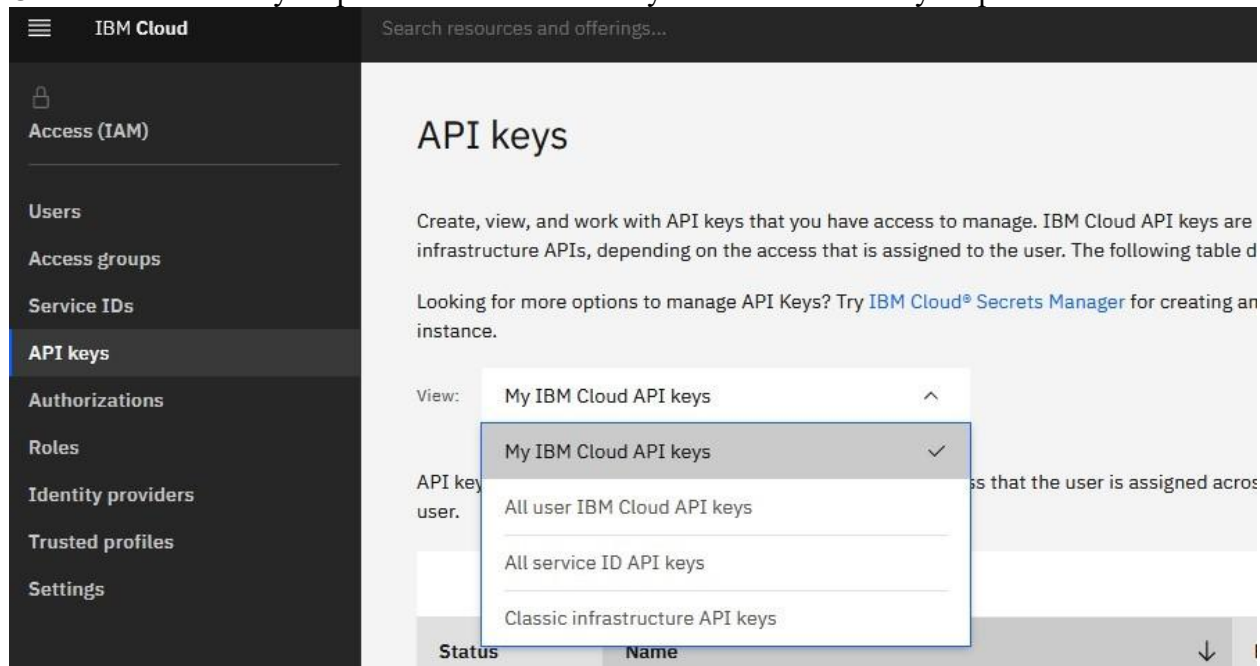 IBM Cloud
Search resources and offerings...
Access (IAM)
Users
Access groups
Service IDs
API keys
Authorizations
Roles
Identity providers
Trusted profiles
Settings
API keys
Create, view, and work with API keys that you have access to manage. IBM Cloud API keys are
infrastructure APIs, depending on the access that is assigned to the user. The following table d
Looking for more options to manage API Keys? Try IBM Cloud® Secrets Manager for creating an
instance.
View: My IBM Cloud API keys
My IBM Cloud API keys
All user IBM Cloud API keys
All service ID API keys
Classic infrastructure API keys
API key
that the user is assigned acros
user.
Status Name